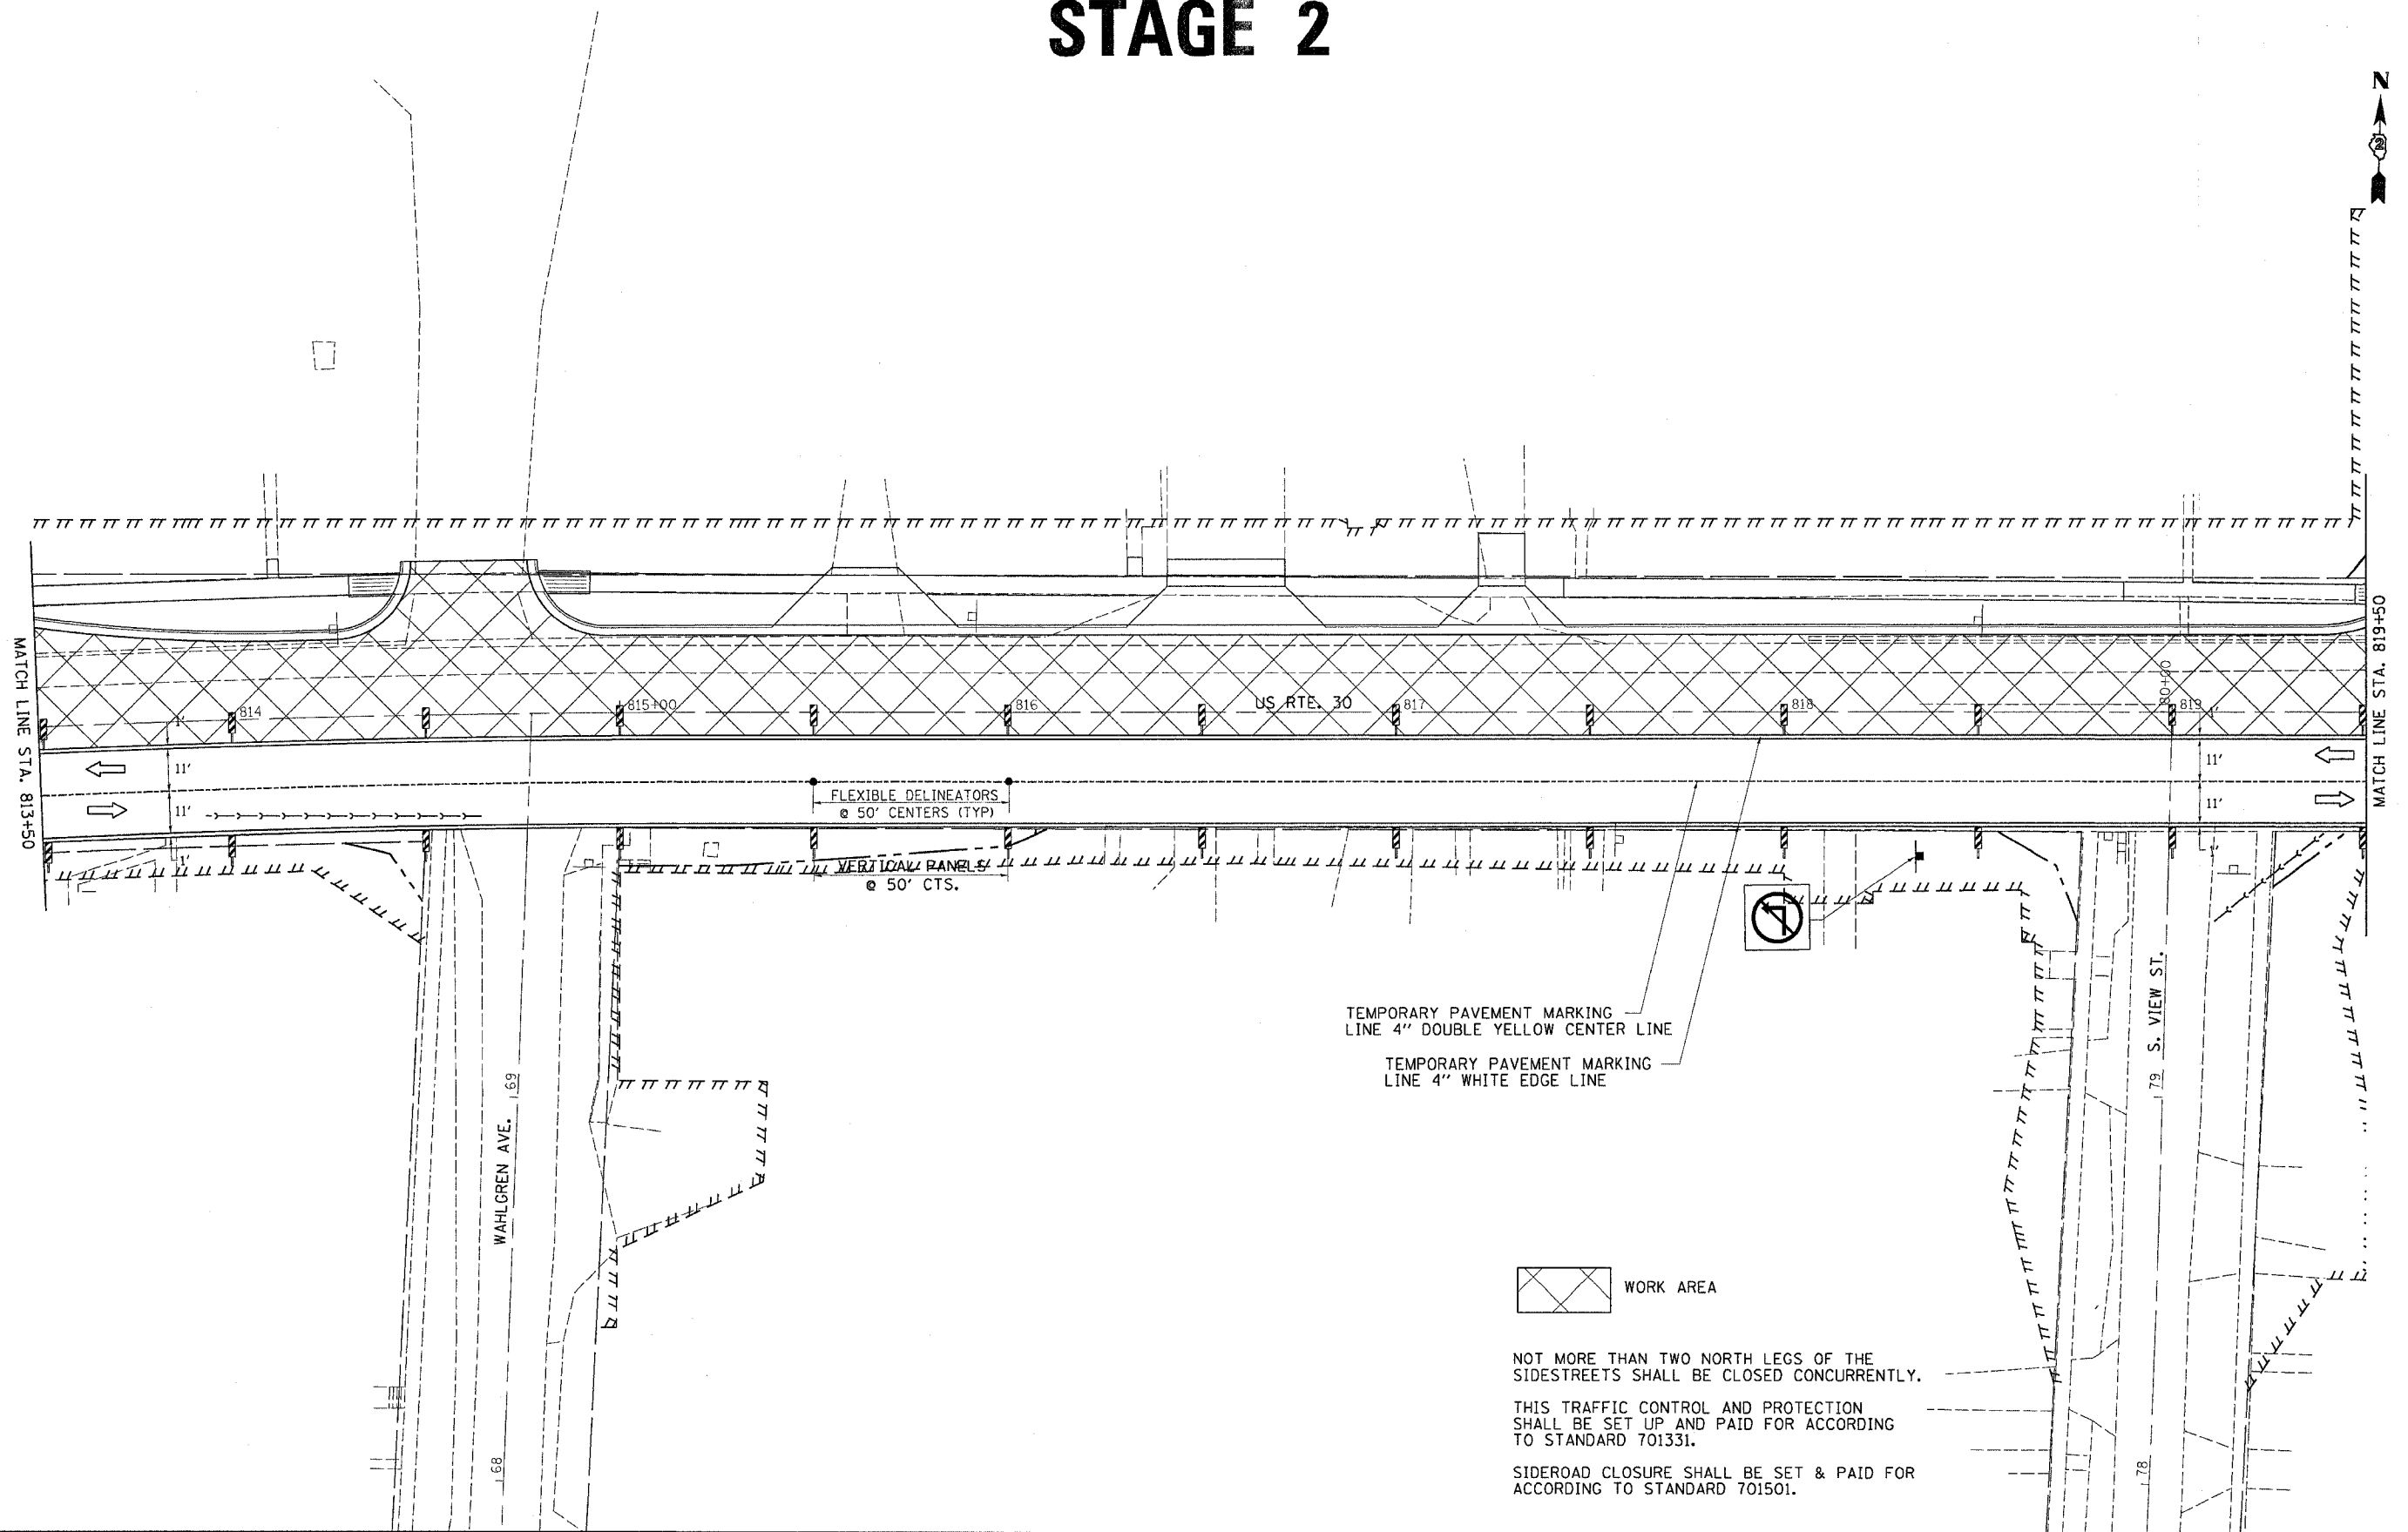 STAGE 2
N
2
MATCH LINE STA. 813+50
MATCH LINE STA. 819+50
1'
814
815+00
816
US RTE. 30
817
818
80+00
819
1'
11'
11'
11'
11'
FLEXIBLE DELINEATORS
@ 50' CENTERS (TYP)
1'
1'
VERTICAL PANELS
@ 50' CTS.
TEMPORARY PAVEMENT MARKING
LINE 4" DOUBLE YELLOW CENTER LINE
TEMPORARY PAVEMENT MARKING
LINE 4" WHITE EDGE LINE
WAHLGREN AVE.
69
68
S. VIEW ST.
79
78
WORK AREA
NOT MORE THAN TWO NORTH LEGS OF THE
SIDESTREETS SHALL BE CLOSED CONCURRENTLY.
THIS TRAFFIC CONTROL AND PROTECTION
SHALL BE SET UP AND PAID FOR ACCORDING
TO STANDARD 701331.
SIDEROAD CLOSURE SHALL BE SET & PAID FOR
ACCORDING TO STANDARD 701501.